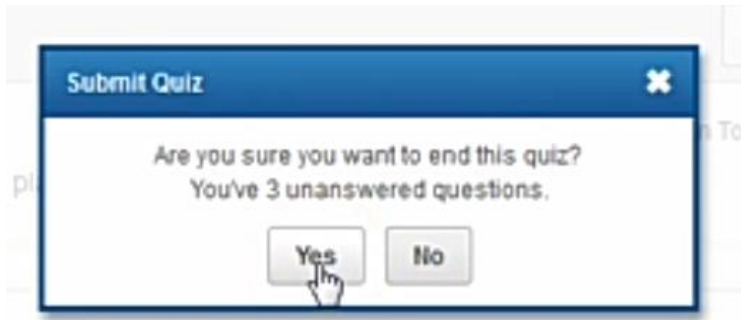 Submit Quiz
Are you sure you want to end this quiz?
You've 3 unanswered questions.
Yes
No